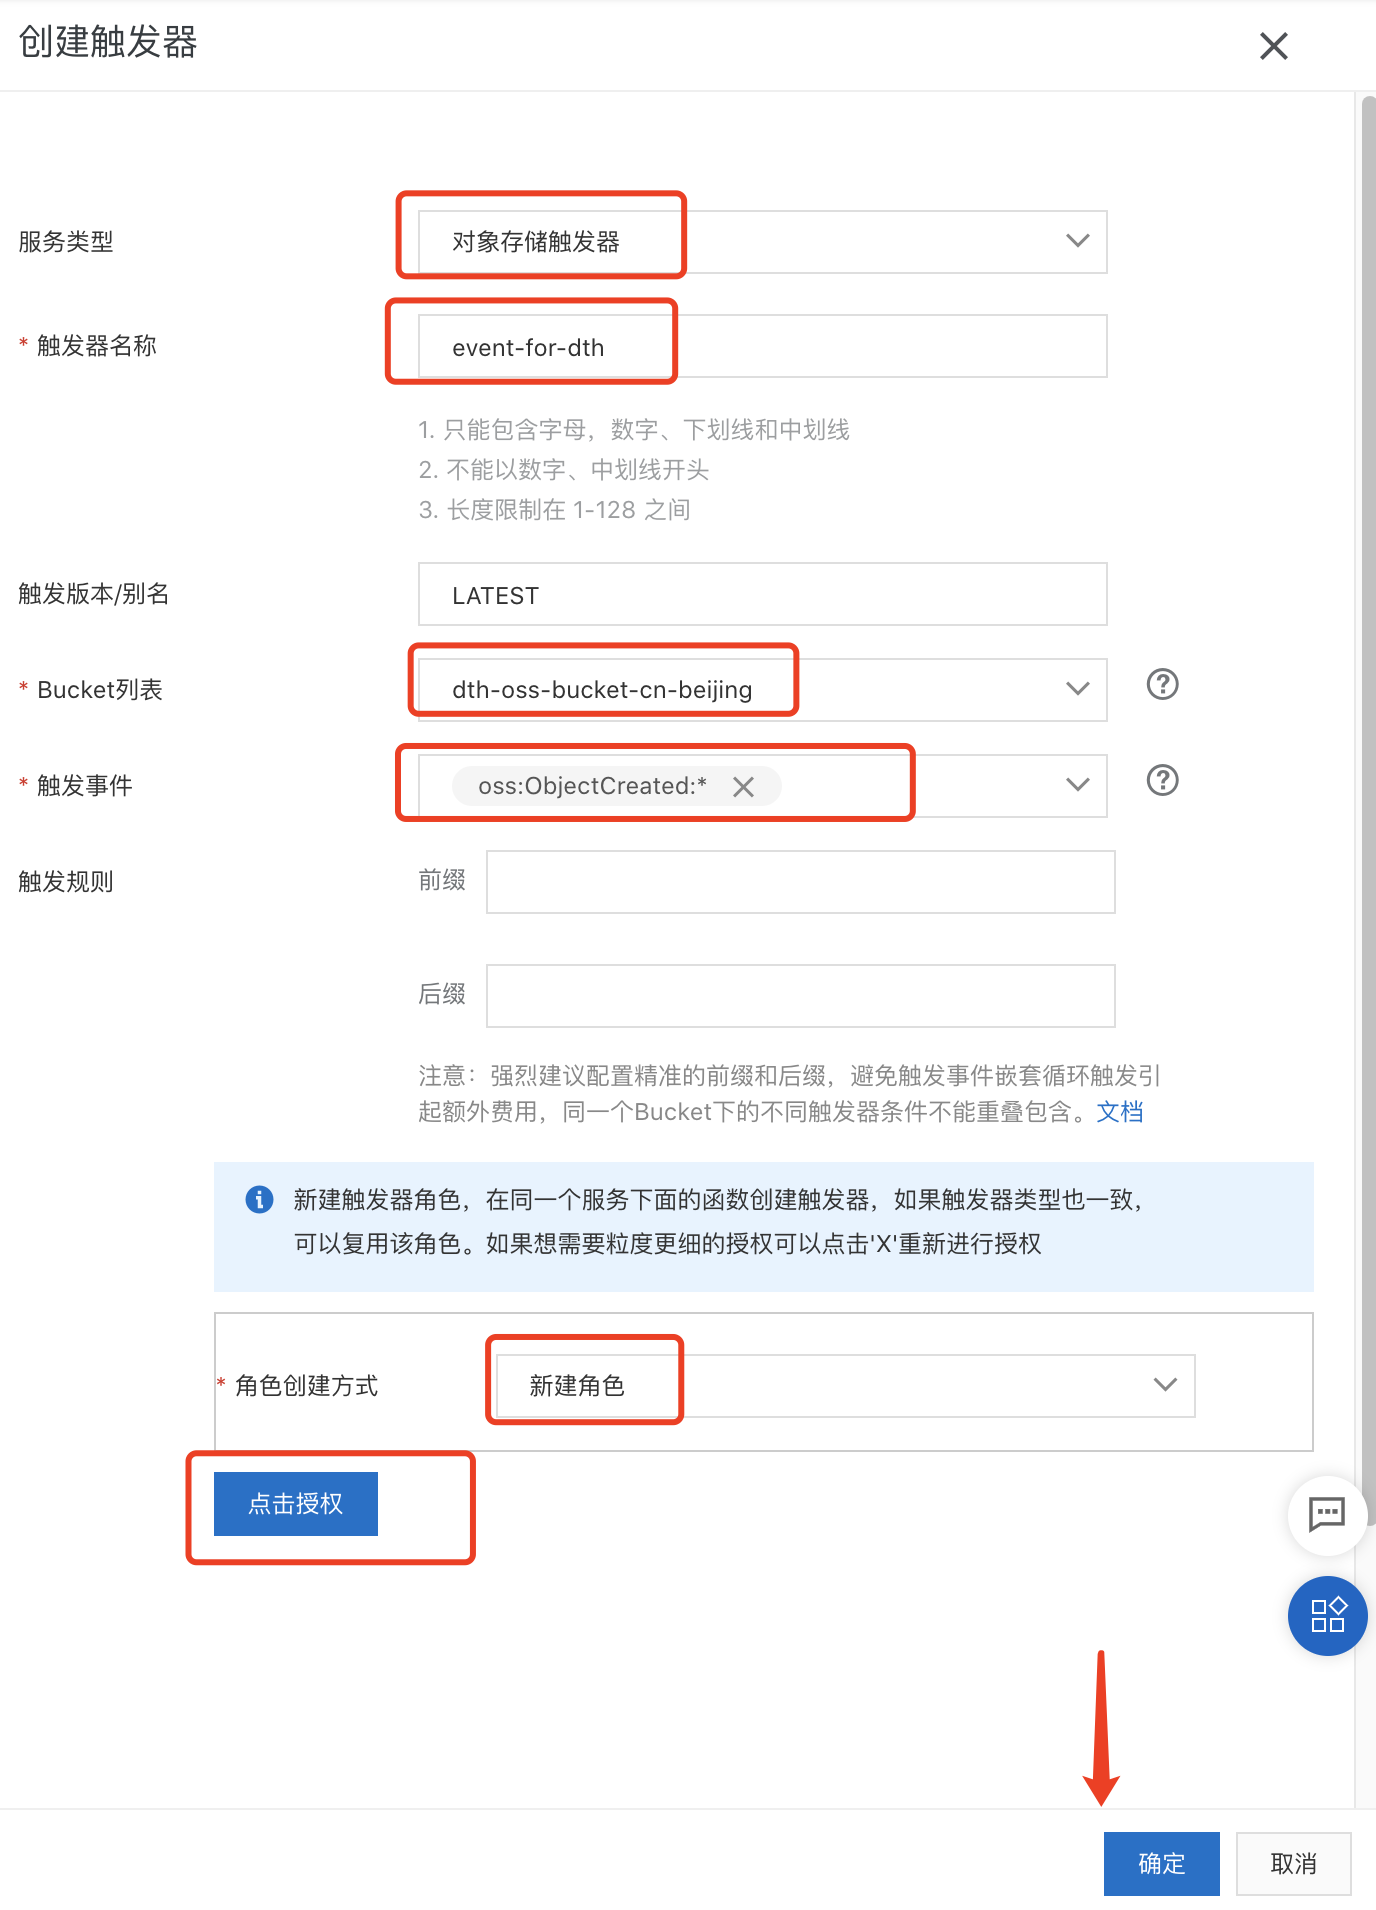 创建触发器
服务类型
对象存储触发器
* 触发器名称
event-for-dth
1. 只能包含字母，数字、下划线和中划线
2. 不能以数字、中划线开头
3. 长度限制在 1-128 之间
触发版本/别名
LATEST
* Bucket列表
dth-oss-bucket-cn-beijing
* 触发事件
oss:ObjectCreated:*
触发规则
前缀
后缀
注意：强烈建议配置精准的前缀和后缀，避免触发事件嵌套循环触发引
起额外费用，同一个Bucket下的不同触发器条件不能重叠包含。文档
新建触发器角色，在同一个服务下面的函数创建触发器，如果触发器类型也一致，
可以复用该角色。如果想需要粒度更细的授权可以点击'X'重新进行授权
* 角色创建方式
新建角色
点击授权
确定
取消